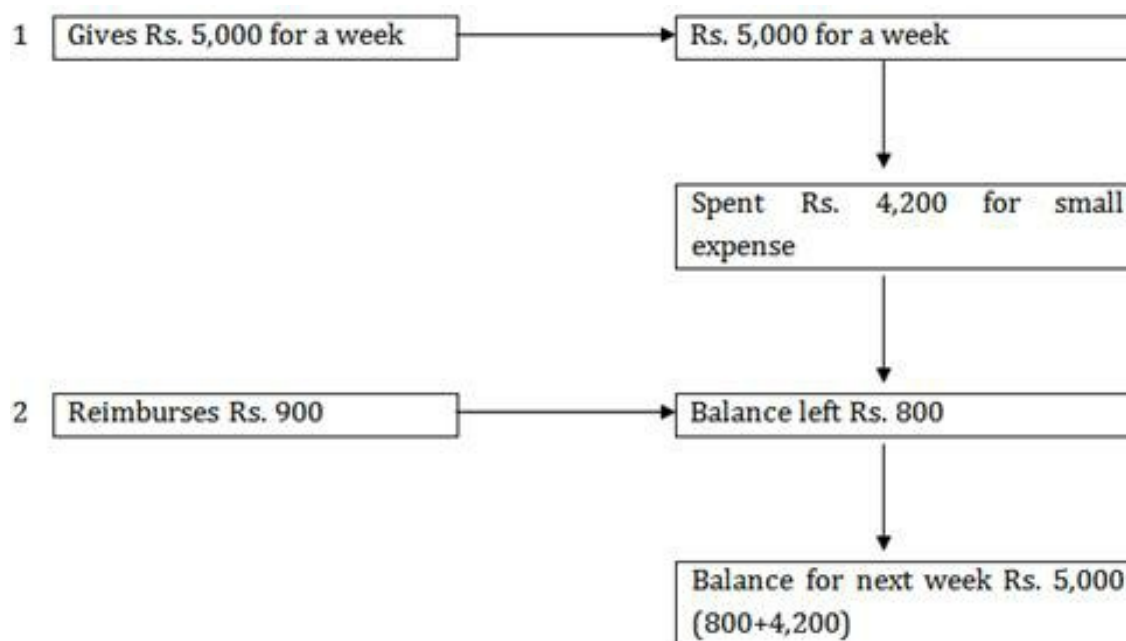 1 Gives Rs. 5,000 for a week Rs. 5,000 for a week
Spent Rs. 4,200 for small
expense
2 Reimburses Rs. 900 Balance left Rs. 800
Balance for next week Rs. 5,000
(800+4,200)